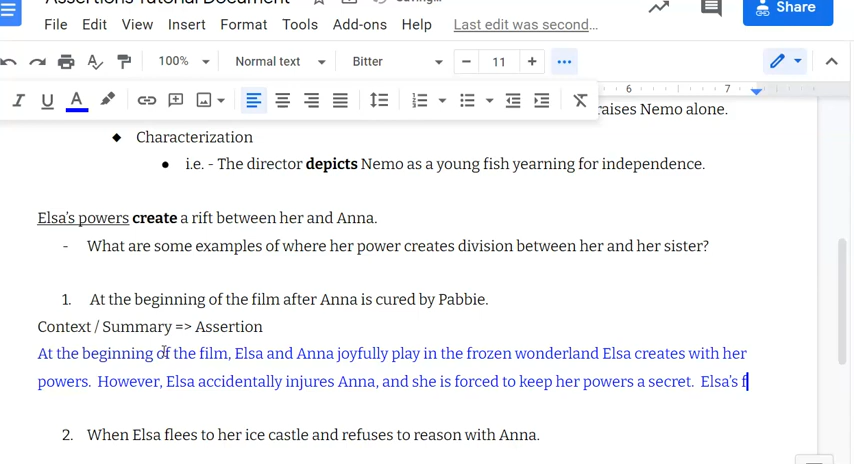 Assertions Tutorial Document
Saving...
File Edit View Insert Format Tools Add-ons Help Last edit was second...
Share
100% Normal text Bitter 11
6 7
raises Nemo alone.
Characterization
i.e. - The director depicts Nemo as a young fish yearning for independence.
Elsa's powers create a rift between her and Anna.
- What are some examples of where her power creates division between her and her sister?
1. At the beginning of the film after Anna is cured by Pabbie.
Context / Summary => Assertion
At the beginning of the film, Elsa and Anna joyfully play in the frozen wonderland Elsa creates with her
powers. However, Elsa accidentally injures Anna, and she is forced to keep her powers a secret. Elsa's f
2. When Elsa flees to her ice castle and refuses to reason with Anna.